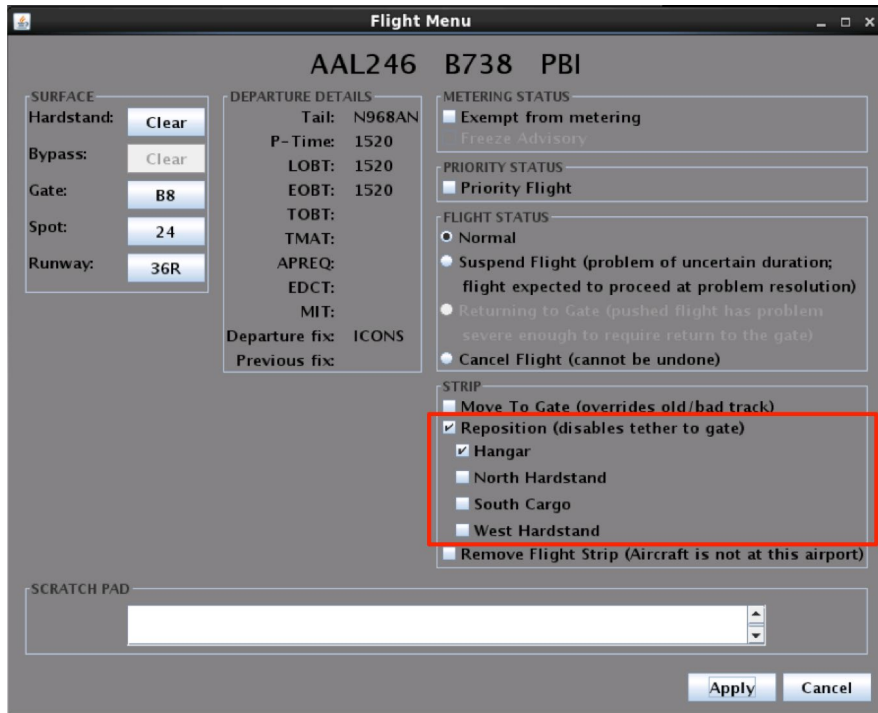 Flight Menu
AAL246 B738 PBI
SURFACE
Hardstand: Clear
Bypass: Clear
Gate: B8
Spot: 24
Runway: 36R
DEPARTURE DETAILS
Tail: N968AN
P-Time: 1520
LOBT: 1520
EOBT: 1520
TOBT:
TMAT:
APREQ:
EDCT:
MIT:
Departure fix: ICONS
Previous fix:
METERING STATUS
Exempt from metering
Freeze Advisory
PRIORITY STATUS
Priority Flight
FLIGHT STATUS
Normal
Suspend Flight (problem of uncertain duration;
flight expected to proceed at problem resolution)
Returning to Gate (pushed flight has problem
severe enough to require return to the gate)
Cancel Flight (cannot be undone)
STRIP
Move To Gate (overrides old/bad track)
Reposition (disables tether to gate)
Hangar
North Hardstand
South Cargo
West Hardstand
Remove Flight Strip (Aircraft is not at this airport)
SCRATCH PAD
Apply Cancel